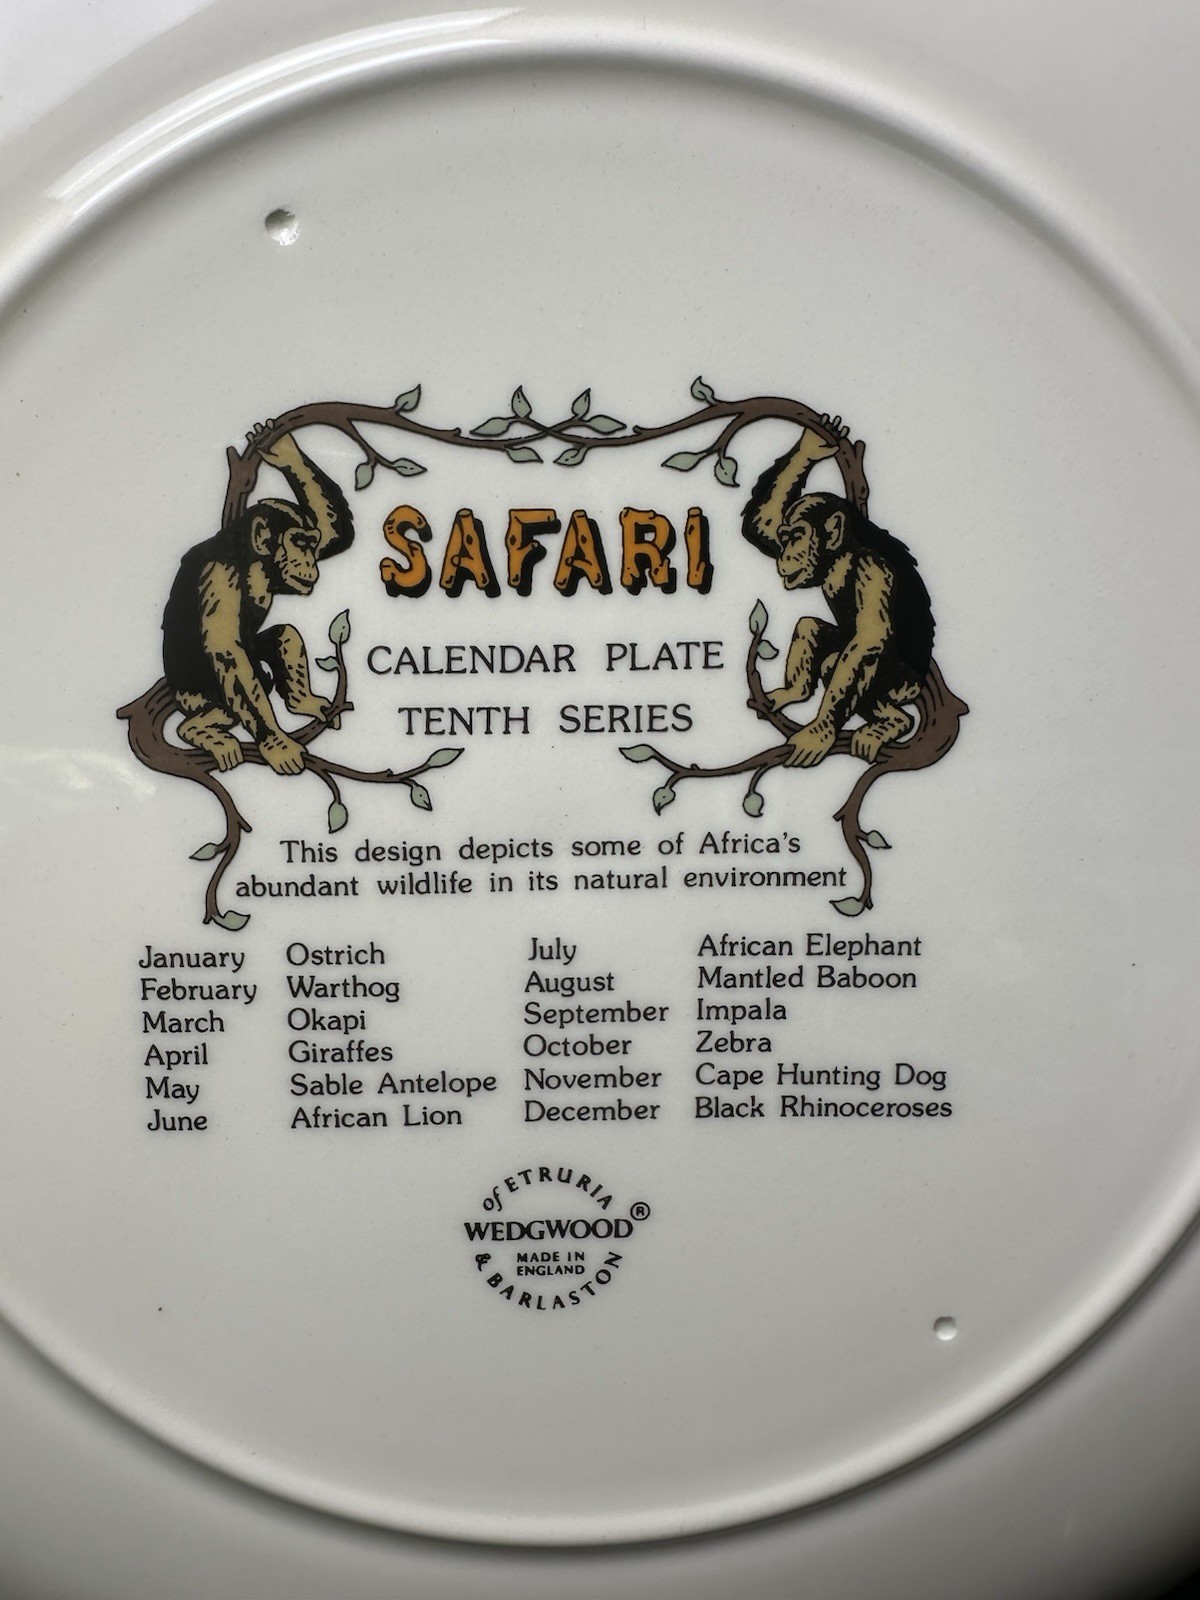 SAFARI
CALENDAR PLATE
TENTH SERIES
This design depicts some of Africa's
abundant wildlife in its natural environment
January Ostrich July African Elephant
February Warthog August Mantled Baboon
March Okapi September Impala
April Giraffes October Zebra
May Sable Antelope November Cape Hunting Dog
June African Lion December Black Rhinoceroses
of ETRURIA
WEDGWOOD®
MADE IN
ENGLAND
& BARLASTON